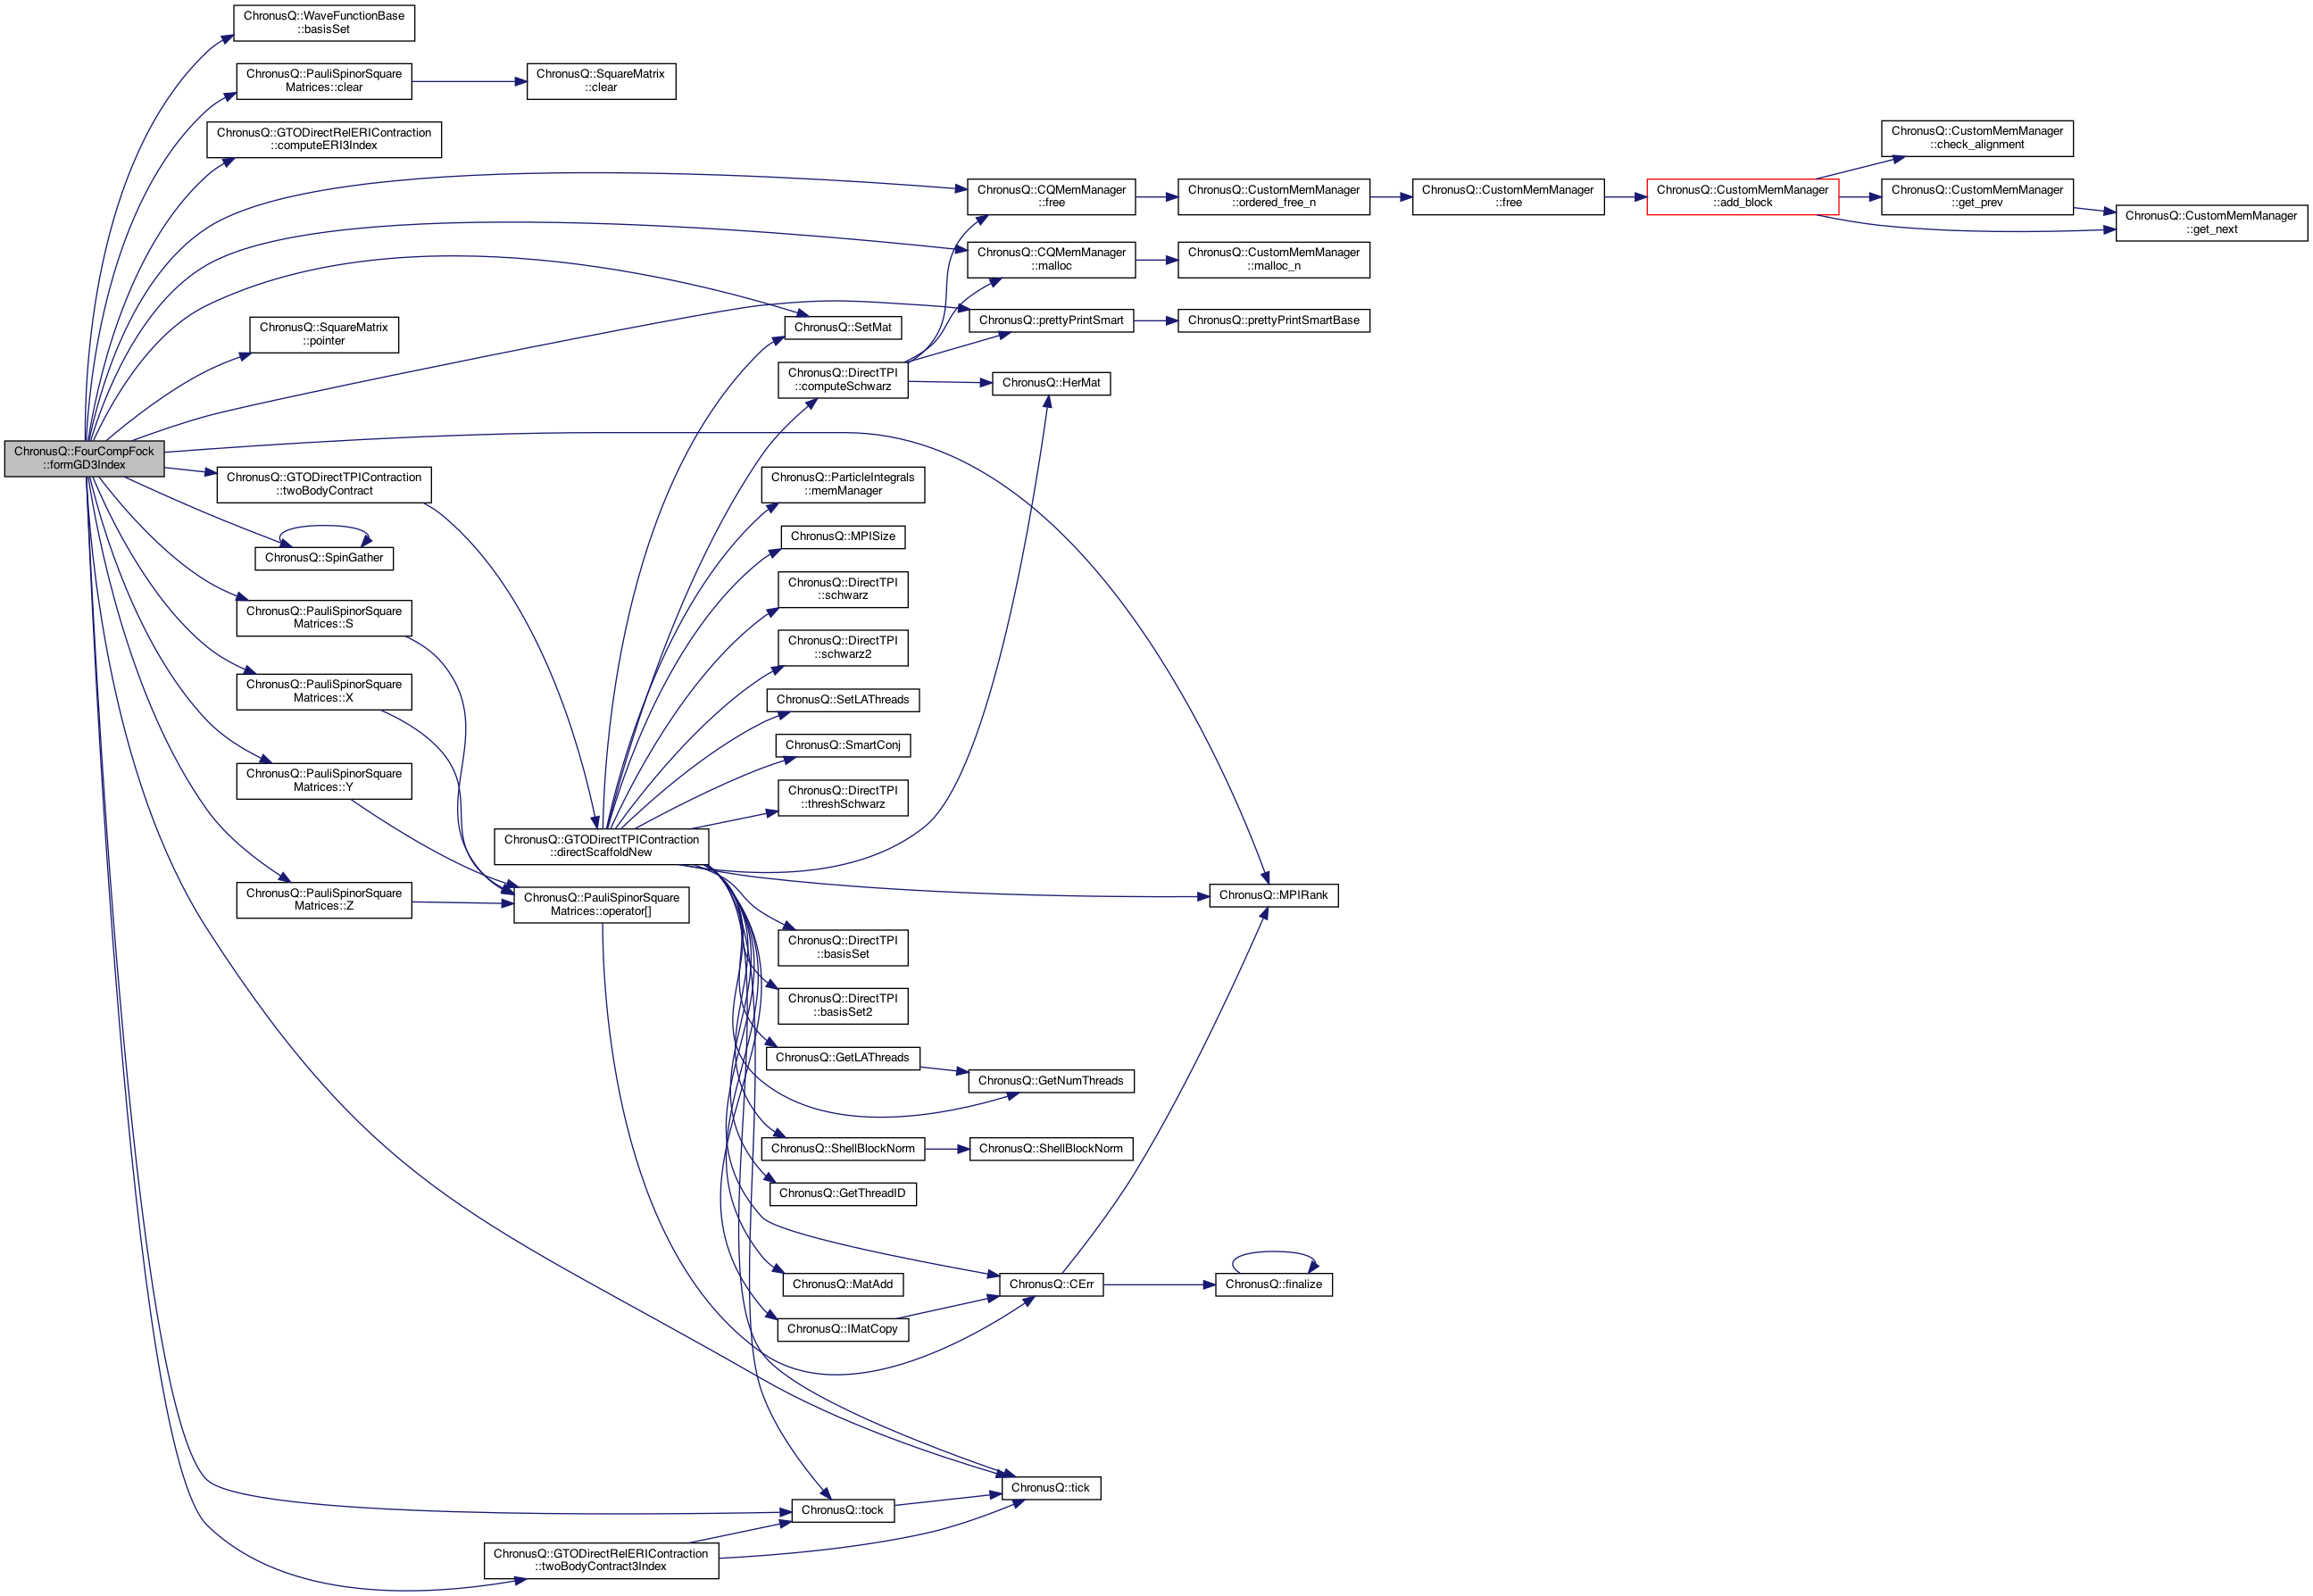 ChronusQ::WaveFunctionBase
::basisSet
ChronusQ::PauliSpinorSquare
Matrices::clear
ChronusQ::SquareMatrix
::clear
ChronusQ::GTODirectRelERIContraction
::computeERI3Index
ChronusQ::CustomMemManager
::check_alignment
ChronusQ::CQMemManager
::free
ChronusQ::CustomMemManager
::ordered_free_n
ChronusQ::CustomMemManager
::free
ChronusQ::CustomMemManager
::add_block
ChronusQ::CustomMemManager
::get_prev
ChronusQ::CustomMemManager
::get_next
ChronusQ::CQMemManager
::malloc
ChronusQ::CustomMemManager
::malloc_n
ChronusQ::SquareMatrix
::pointer
ChronusQ::SetMat
ChronusQ::prettyPrintSmart
ChronusQ::prettyPrintSmartBase
ChronusQ::DirectTPI
::computeSchwarz
ChronusQ::HerMat
ChronusQ::FourCompFock
::formGD3Index
ChronusQ::GTODirectTPIContraction
::twoBodyContract
ChronusQ::ParticleIntegrals
::memManager
ChronusQ::SpinGather
ChronusQ::MPISize
ChronusQ::DirectTPI
::schwarz
ChronusQ::PauliSpinorSquare
Matrices::S
ChronusQ::DirectTPI
::schwarz2
ChronusQ::PauliSpinorSquare
Matrices::X
ChronusQ::SetLAThreads
ChronusQ::SmartConj
ChronusQ::PauliSpinorSquare
Matrices::Y
ChronusQ::DirectTPI
::threshSchwarz
ChronusQ::GTODirectTPIContraction
::directScaffoldNew
ChronusQ::PauliSpinorSquare
Matrices::Z
ChronusQ::PauliSpinorSquare
Matrices::operator[]
ChronusQ::MPIRank
ChronusQ::DirectTPI
::basisSet
ChronusQ::DirectTPI
::basisSet2
ChronusQ::GetLAThreads
ChronusQ::GetNumThreads
ChronusQ::ShellBlockNorm
ChronusQ::ShellBlockNorm
ChronusQ::GetThreadID
ChronusQ::MatAdd
ChronusQ::CErr
ChronusQ::finalize
ChronusQ::IMatCopy
ChronusQ::tick
ChronusQ::tock
ChronusQ::GTODirectRelERIContraction
::twoBodyContract3Index